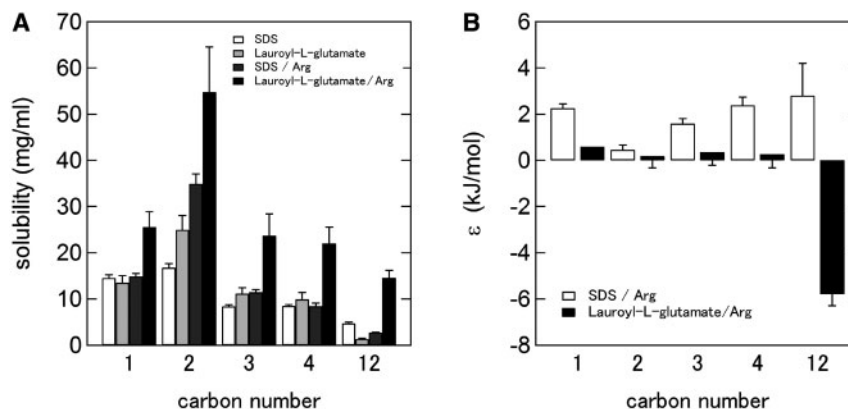 A
solubility (mg/ml)
70
60
50
40
30
20
10
0
SDS
Lauroyl-L-glutamate
SDS / Arg
Lauroyl-L-glutamate/Arg
1 2 3 4 12
carbon number
B
ε (kJ/mol)
6
4
2
0
-2
-4
-6
-8
SDS / Arg
Lauroyl-L-glutamate/Arg
1 2 3 4 12
carbon number